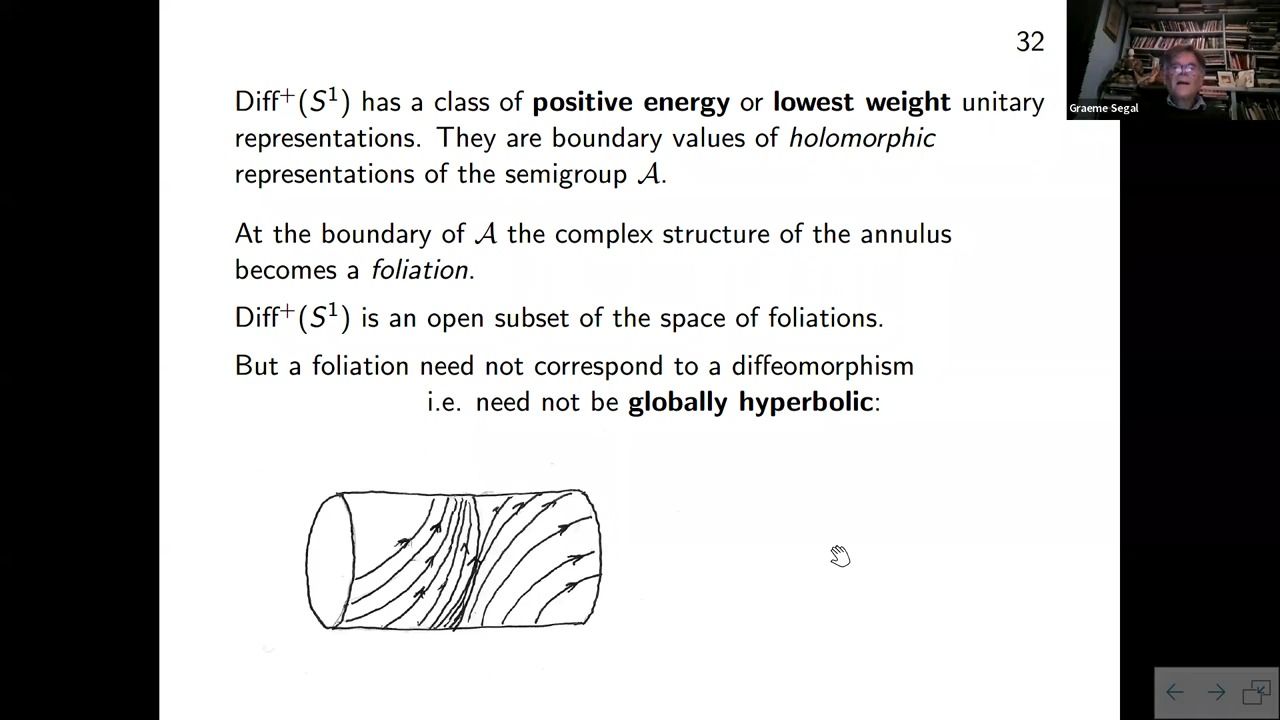 32
Diff⁺(S¹) has a class of positive energy or lowest weight unitary
representations. They are boundary values of holomorphic
representations of the semigroup 𝒜.
At the boundary of 𝒜 the complex structure of the annulus
becomes a foliation.
Diff⁺(S¹) is an open subset of the space of foliations.
But a foliation need not correspond to a diffeomorphism
i.e. need not be globally hyperbolic:
Graeme Segal